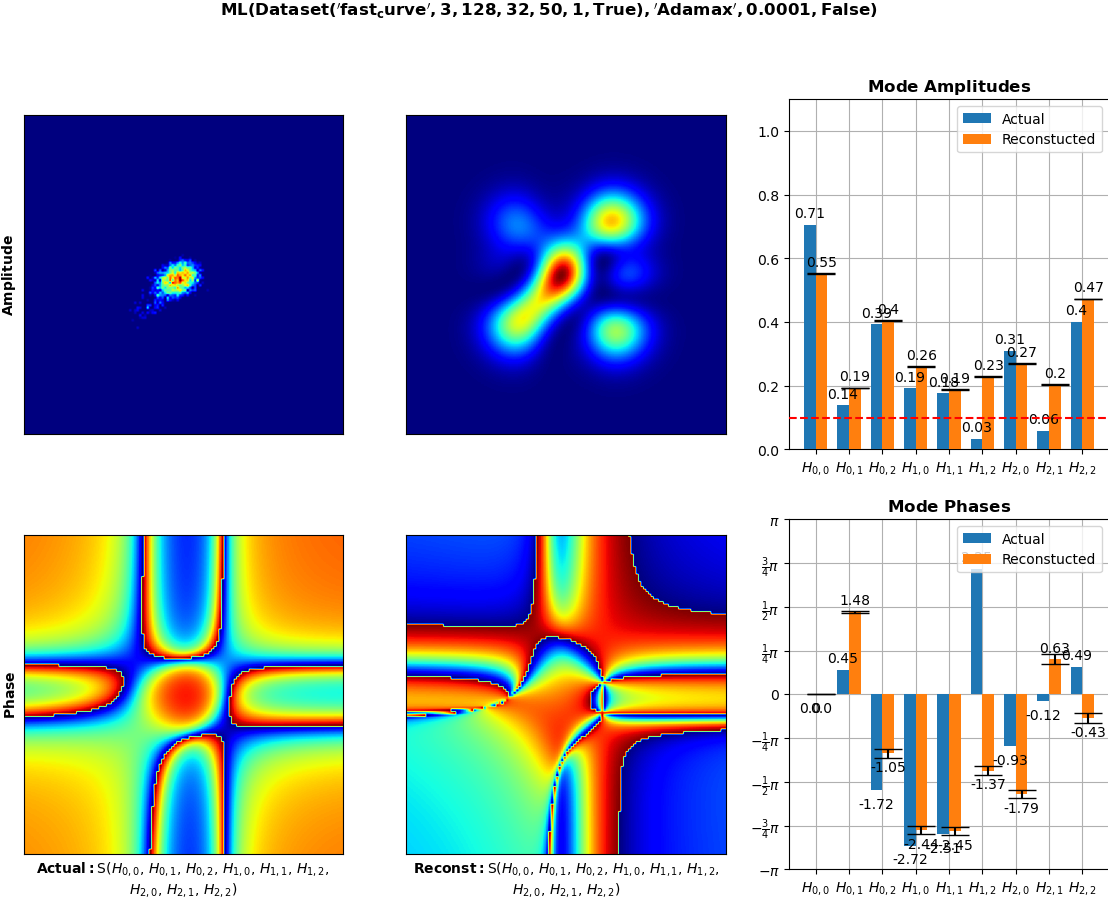 ML(Dataset(′fast_curve′, 3, 128, 32, 50, 1, True), ′Adamax′, 0.0001, False)
Amplitude
Mode Amplitudes
Actual
Reconstucted
1.0
0.8
0.6
0.4
0.2
0.0
0.71
0.55
0.14
0.19
0.39
0.4
0.19
0.26
0.18
0.19
0.03
0.23
0.31
0.27
0.06
0.2
0.4
0.47
H0,0 H0,1 H0,2 H1,0 H1,1 H1,2 H2,0 H2,1 H2,2
Phase
Actual: S(H0,0, H0,1, H0,2, H1,0, H1,1, H1,2,
H2,0, H2,1, H2,2)
Reconst: S(H0,0, H0,1, H0,2, H1,0, H1,1, H1,2,
H2,0, H2,1, H2,2)
Mode Phases
Actual
Reconstucted
π
3/4π
1/2π
1/4π
0
−1/4π
−1/2π
−3/4π
−π
0.0
0.0
0.45
1.48
-1.72
-1.05
-2.72
-2.44
-2.51
-2.45
-1.37
-0.93
-1.79
-0.12
0.63
0.49
-0.43
H0,0 H0,1 H0,2 H1,0 H1,1 H1,2 H2,0 H2,1 H2,2